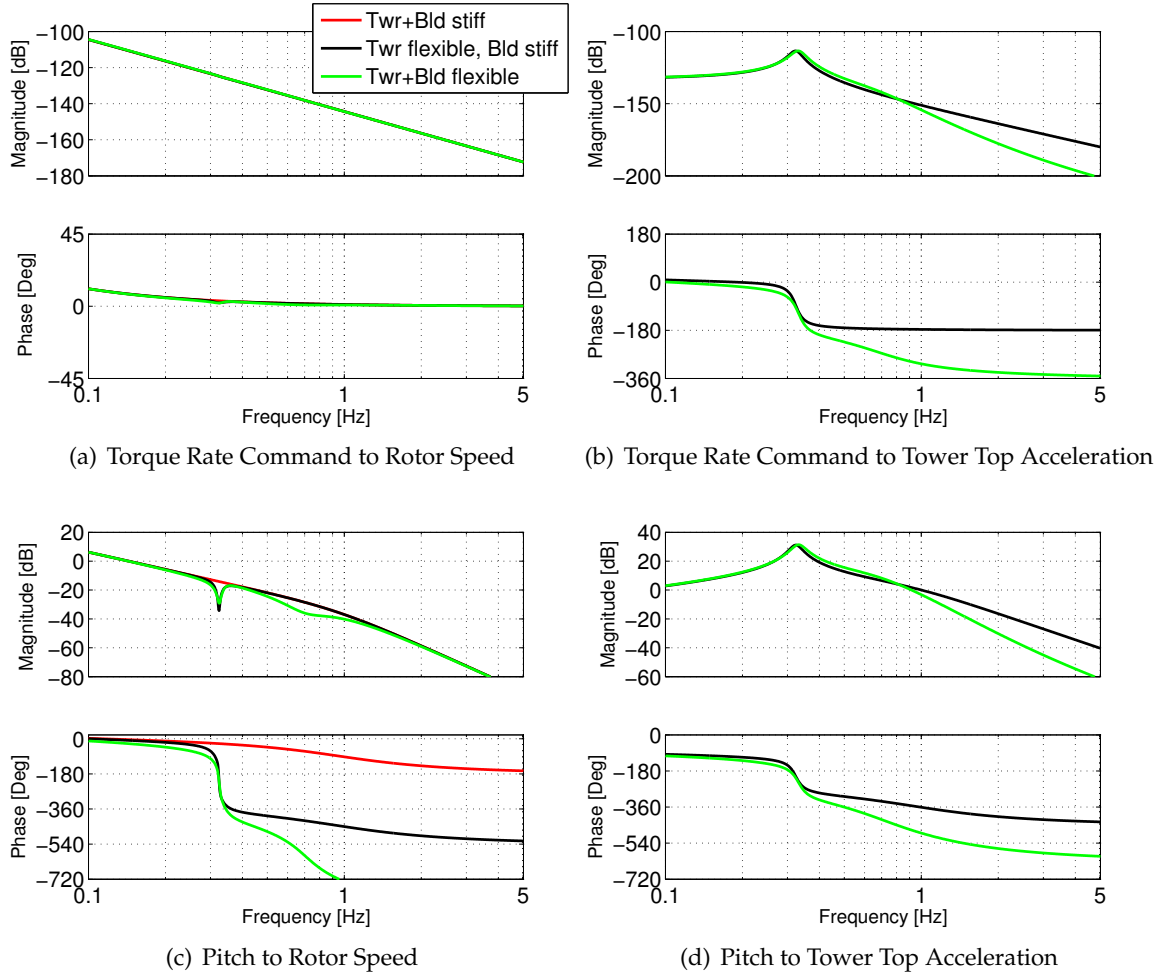 Twr+Bld stiff
Twr flexible, Bld stiff
Twr+Bld flexible
Magnitude [dB]
−100
−120
−140
−160
−180
Phase [Deg]
45
0
−45
0.1
1
5
Frequency [Hz]
(a) Torque Rate Command to Rotor Speed
Magnitude [dB]
−100
−150
−200
Phase [Deg]
180
0
−180
−360
0.1
1
5
Frequency [Hz]
(b) Torque Rate Command to Tower Top Acceleration
Magnitude [dB]
20
0
−20
−40
−60
−80
Phase [Deg]
0
−180
−360
−540
−720
0.1
1
5
Frequency [Hz]
(c) Pitch to Rotor Speed
Magnitude [dB]
40
20
0
−20
−40
−60
Phase [Deg]
0
−180
−360
−540
−720
0.1
1
5
Frequency [Hz]
(d) Pitch to Tower Top Acceleration